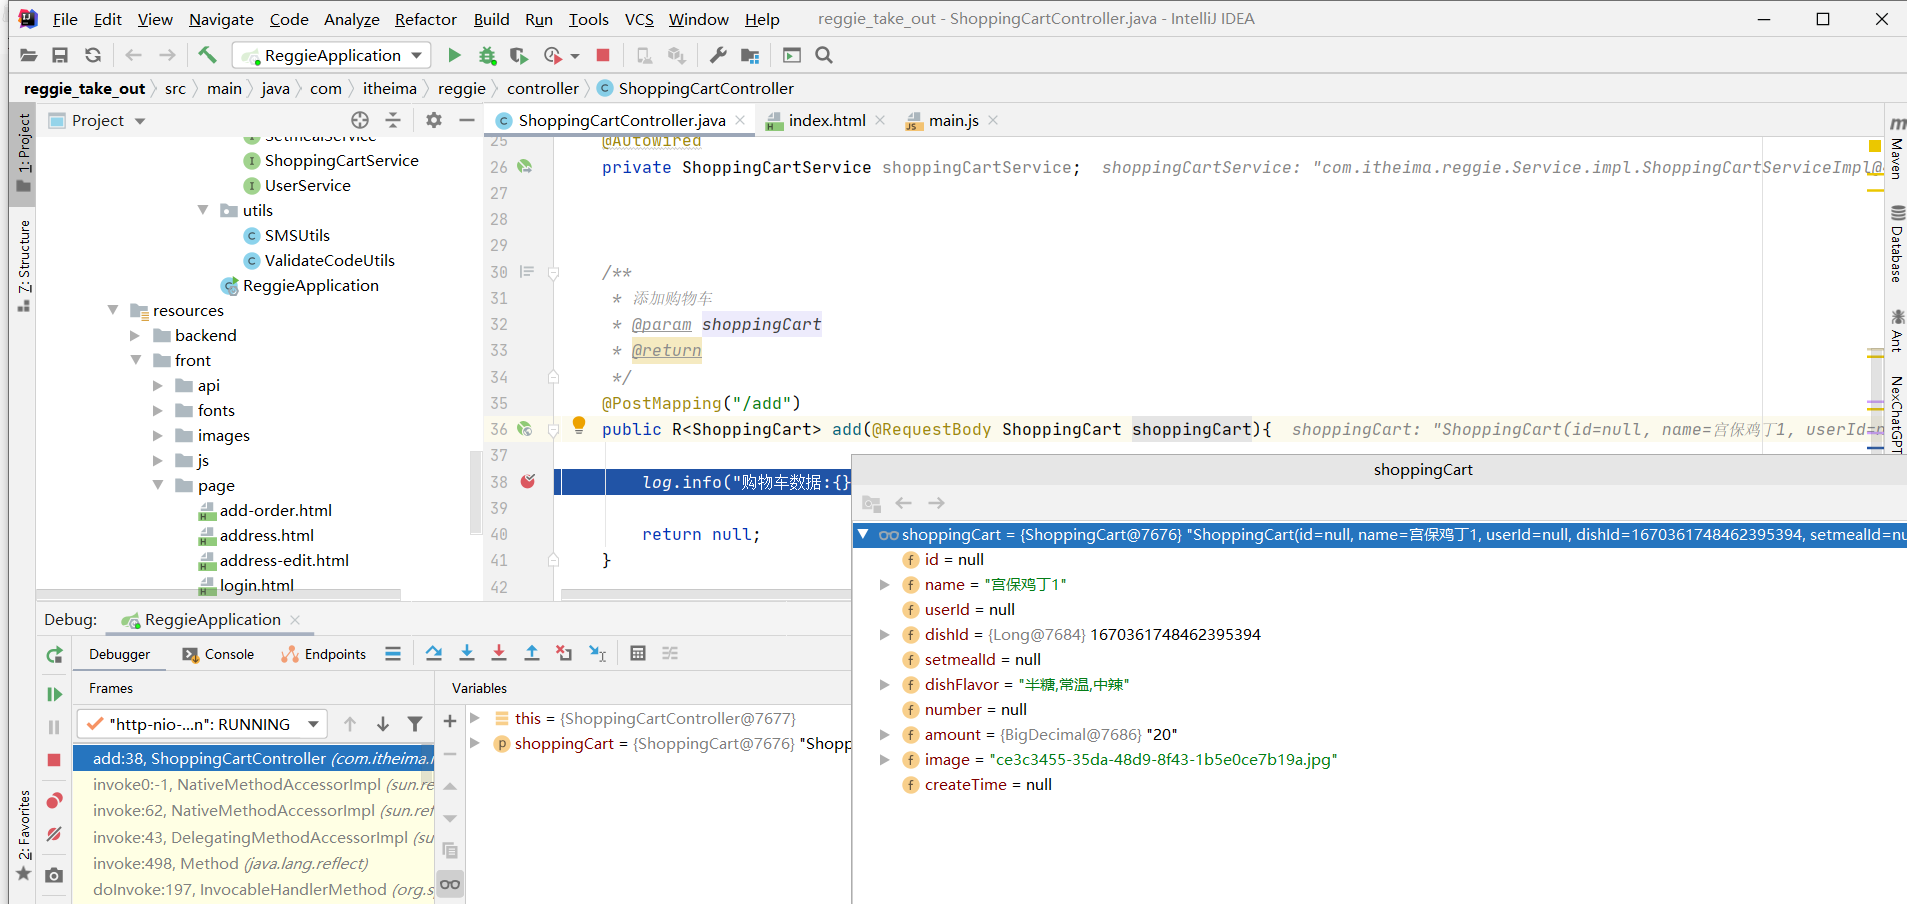 File Edit View Navigate Code Analyze Refactor Build Run Tools VCS Window Help reggie_take_out - ShoppingCartController.java - IntelliJ IDEA
ReggieApplication
reggie_take_out src main java com itheima reggie controller ShoppingCartController
Project
ShoppingCartController.java index.html main.js
1: Project
Z: Structure
2: Favorites
SetmealService
ShoppingCartService
UserService
utils
SMSUtils
ValidateCodeUtils
ReggieApplication
resources
backend
front
api
fonts
images
js
page
add-order.html
address.html
address-edit.html
login.html
25 @Autowired
26 private ShoppingCartService shoppingCartService; shoppingCartService: "com.itheima.reggie.Service.impl.ShoppingCartServiceImpl@
27
28
29
30 /**
31 * 添加购物车
32 * @param shoppingCart
33 * @return
34 */
35 @PostMapping("/add")
36 public R<ShoppingCart> add(@RequestBody ShoppingCart shoppingCart){ shoppingCart: "ShoppingCart(id=null, name=宫保鸡丁1, userId=n
37
38 log.info("购物车数据:{}
39
40 return null;
41 }
42
Maven
Database
Ant
NexChatGPT
shoppingCart
shoppingCart = {ShoppingCart@7676} "ShoppingCart(id=null, name=宫保鸡丁1, userId=null, dishId=1670361748462395394, setmealId=nu
id = null
name = "宫保鸡丁1"
userId = null
dishId = {Long@7684} 1670361748462395394
setmealId = null
dishFlavor = "半糖,常温,中辣"
number = null
amount = {BigDecimal@7686} "20"
image = "ce3c3455-35da-48d9-8f43-1b5e0ce7b19a.jpg"
createTime = null
Debug: ReggieApplication
Debugger Console Endpoints
Frames Variables
"http-nio-...n": RUNNING
add:38, ShoppingCartController (com.itheima.r
invoke0:-1, NativeMethodAccessorImpl (sun.re
invoke:62, NativeMethodAccessorImpl (sun.ref
invoke:43, DelegatingMethodAccessorImpl (su
invoke:498, Method (java.lang.reflect)
doInvoke:197, InvocableHandlerMethod (org.s
this = {ShoppingCartController@7677}
shoppingCart = {ShoppingCart@7676} "Shopp